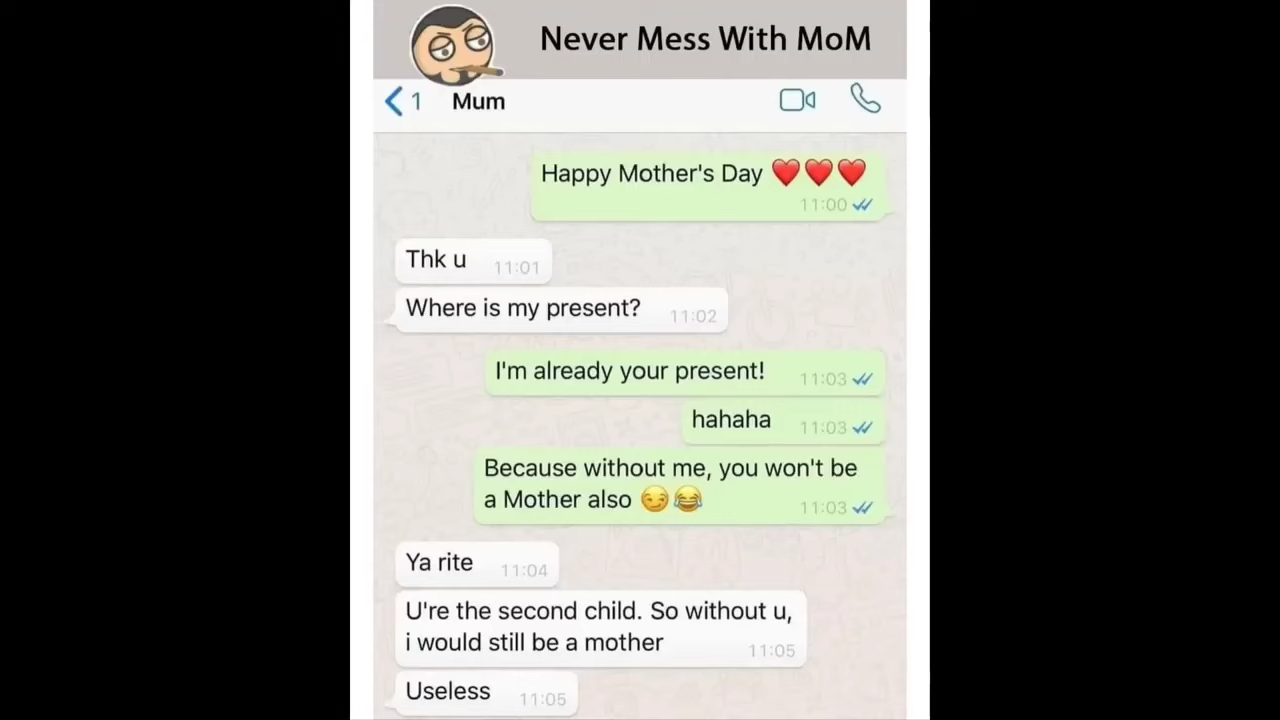 Never Mess With MoM
1 Mum
Happy Mother's Day ❤️❤️❤️
11:00
Thk u 11:01
Where is my present? 11:02
I'm already your present! 11:03
hahaha 11:03
Because without me, you won't be
a Mother also 😏😂 11:03
Ya rite 11:04
U're the second child. So without u,
i would still be a mother 11:05
Useless 11:05